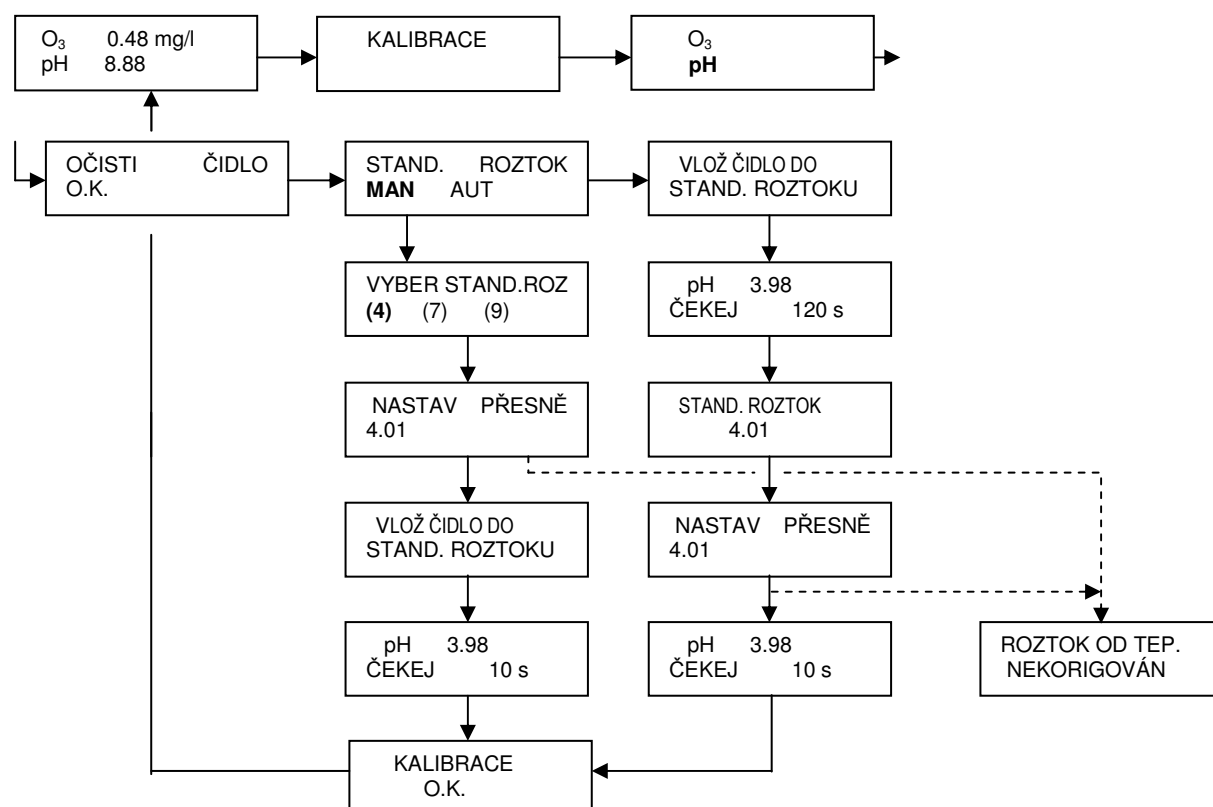 O₃ 0.48 mg/l
pH 8.88
KALIBRACE
O₃
pH
OČISTI ČIDLO
O.K.
STAND. ROZTOK
MAN AUT
VLOŽ ČIDLO DO
STAND. ROZTOKU
VYBER STAND.ROZ
(4) (7) (9)
pH 3.98
ČEKEJ 120 s
NASTAV PŘESNĚ
4.01
STAND. ROZTOK
4.01
VLOŽ ČIDLO DO
STAND. ROZTOKU
NASTAV PŘESNĚ
4.01
pH 3.98
ČEKEJ 10 s
pH 3.98
ČEKEJ 10 s
ROZTOK OD TEP.
NEKORIGOVÁN
KALIBRACE
O.K.